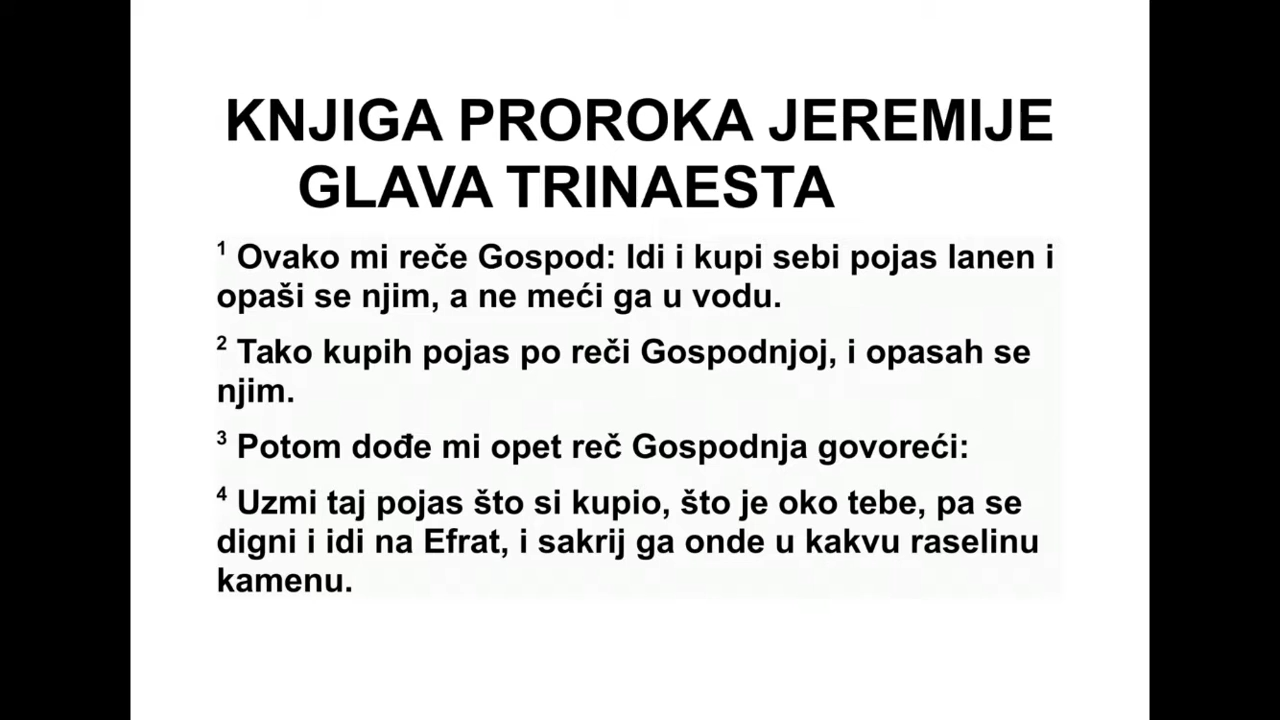 KNJIGA PROROKA JEREMIJE
GLAVA TRINAESTA
1 Ovako mi reče Gospod: Idi i kupi sebi pojas lanen i
opaši se njim, a ne meći ga u vodu.
2 Tako kupih pojas po reči Gospodnjoj, i opasah se
njim.
3 Potom dođe mi opet reč Gospodnja govoreći:
4 Uzmi taj pojas što si kupio, što je oko tebe, pa se
digni i idi na Efrat, i sakrij ga onde u kakvu raselinu
kamenu.